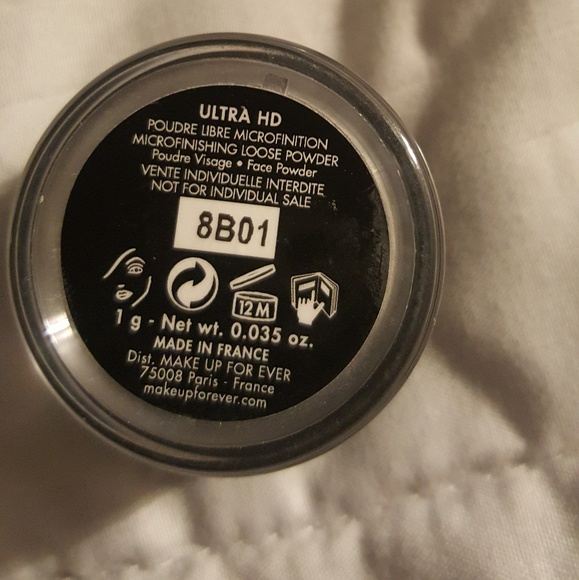 ULTRA HD
POUDRE LIBRE MICROFINITION
MICROFINISHING LOOSE POWDER
Poudre Visage • Face Powder
VENTE INDIVIDUELLE INTERDITE
NOT FOR INDIVIDUAL SALE
8B01
12 M
1 g - Net wt. 0.035 oz.
MADE IN FRANCE
Dist. MAKE UP FOR EVER
75008 Paris - France
makeupforever.com